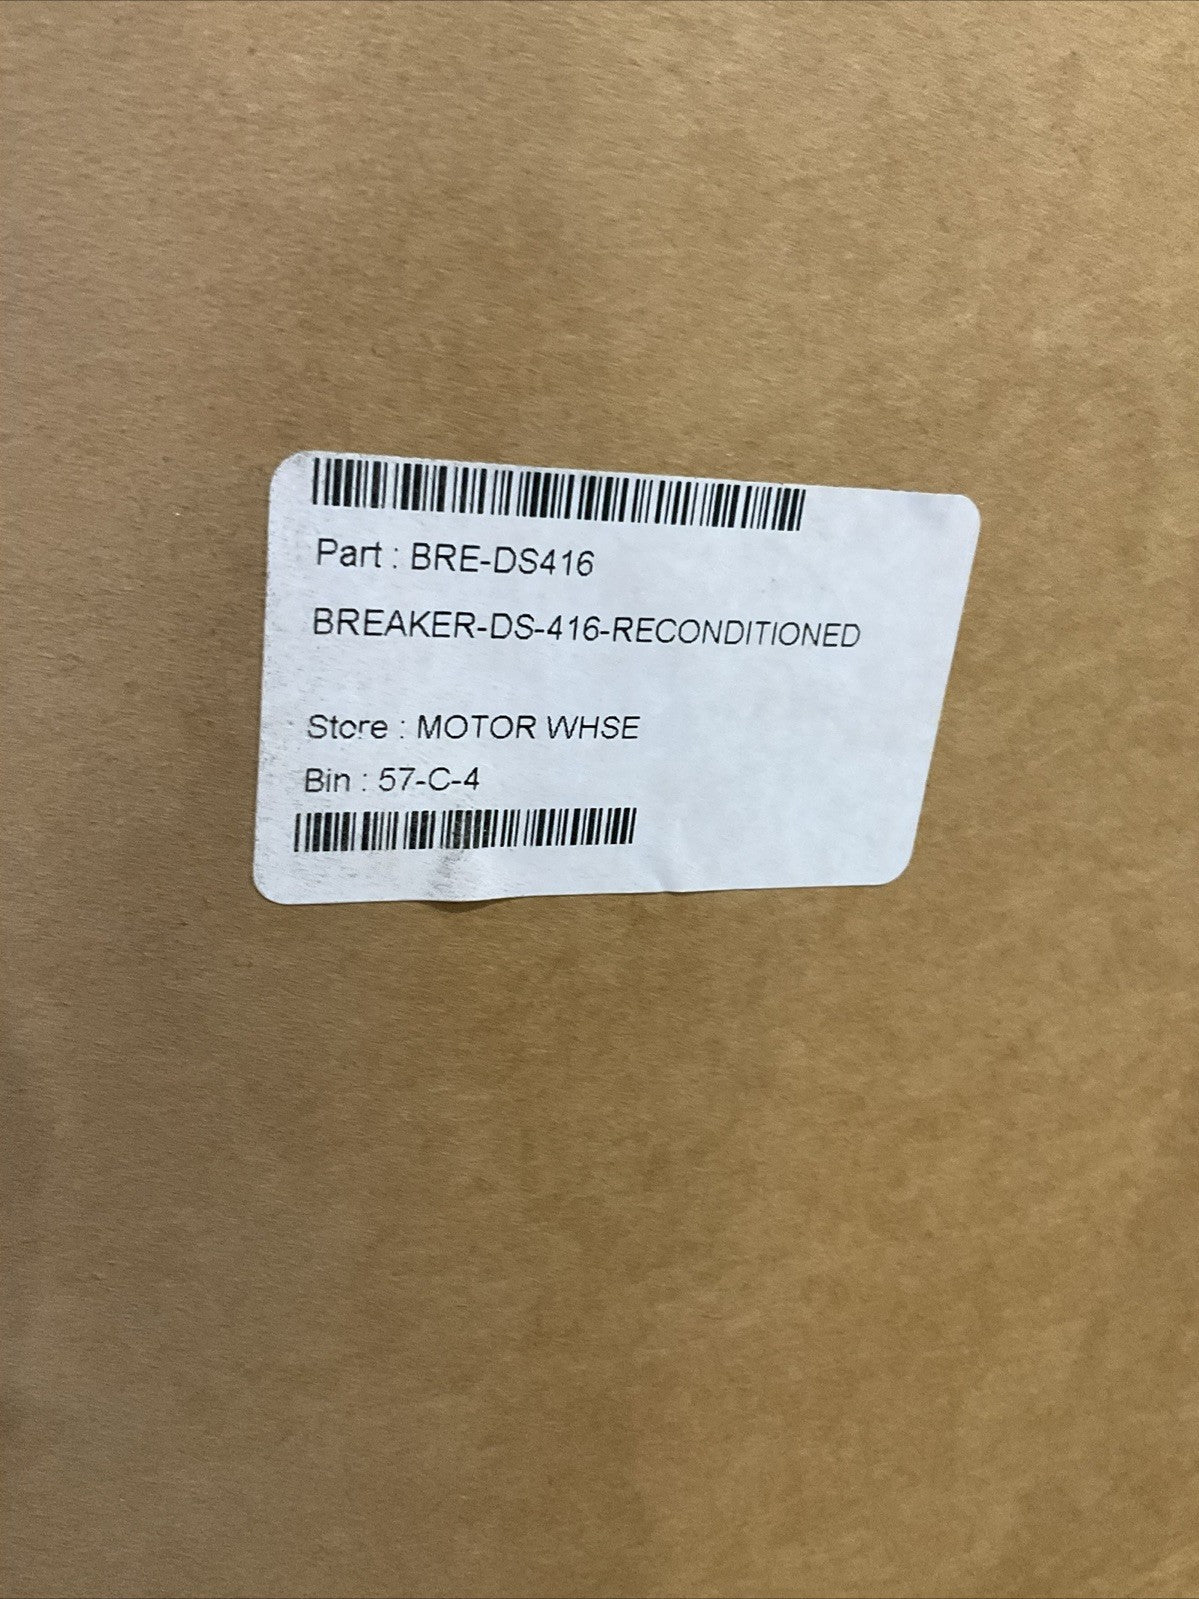 Part : BRE-DS416
BREAKER-DS-416-RECONDITIONED
Store : MOTOR WHSE
Bin : 57-C-4